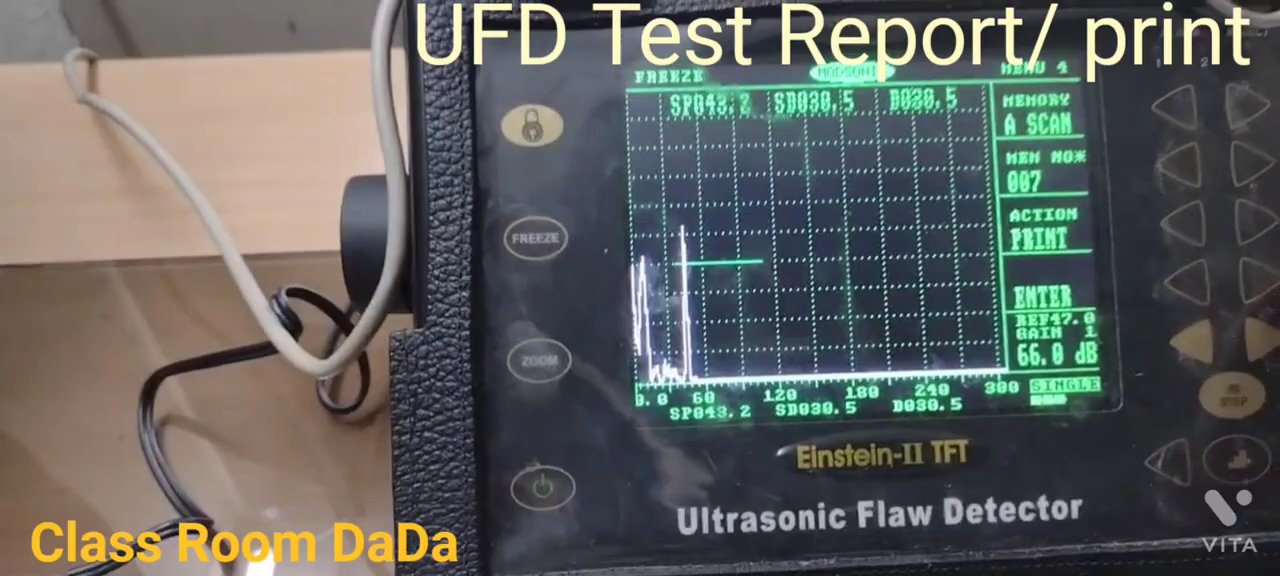 UFD Test Report/ print
FREEZE
MODSONIC
MENU 4
SP043.2 SD030.5 D030.5
MEMORY
A SCAN
MEM NO*
007
ACTION
PRINT
ENTER
REF47.0
GAIN 1
66.0 dB
SINGLE
0.0 60 120 180 240 300
SP043.2 SD030.5 D030.5
FREEZE
ZOOM
Einstein-II TFT
Ultrasonic Flaw Detector
Class Room DaDa
VITA